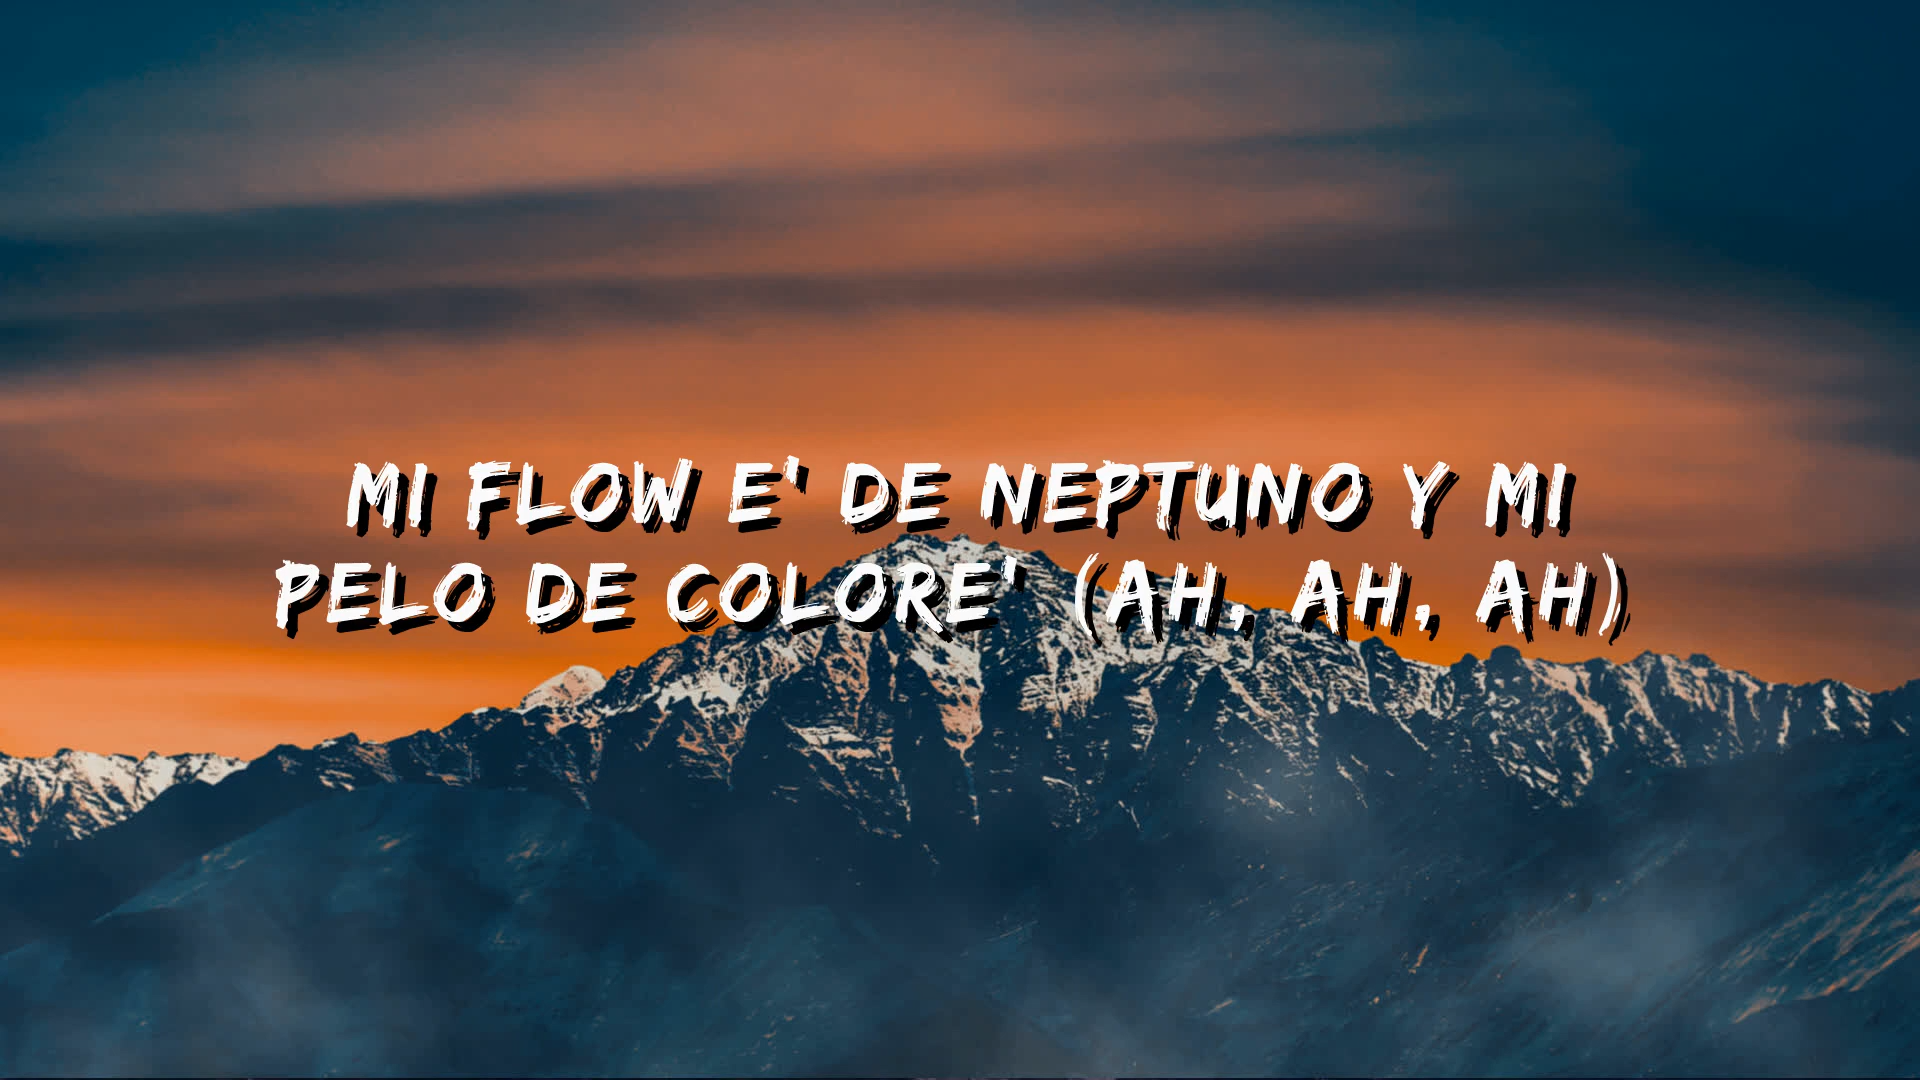 MI FLOW E' DE NEPTUNO Y MI
PELO DE COLORE' (AH, AH, AH)